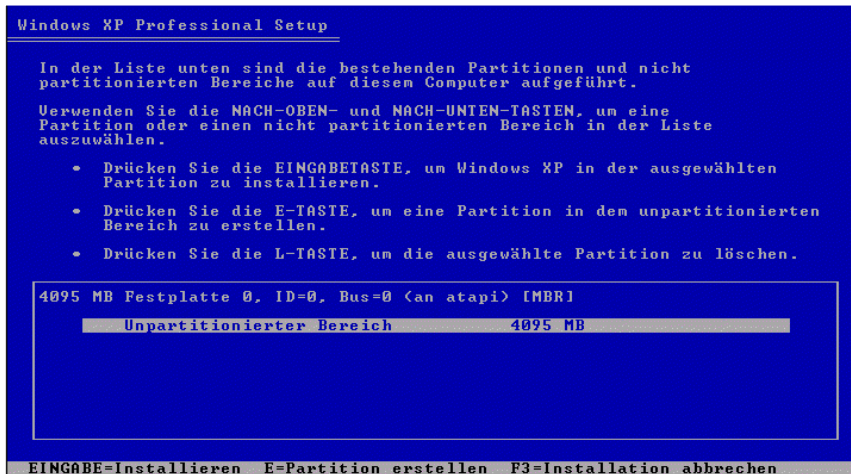 Windows XP Professional Setup
In der Liste unten sind die bestehenden Partitionen und nicht
partitionierten Bereiche auf diesem Computer aufgeführt.
Verwenden Sie die NACH-OBEN- und NACH-UNTEN-TASTEN, um eine
Partition oder einen nicht partitionierten Bereich in der Liste
auszuwählen.
• Drücken Sie die EINGABETASTE, um Windows XP in der ausgewählten
Partition zu installieren.
• Drücken Sie die E-TASTE, um eine Partition in dem unpartitionierten
Bereich zu erstellen.
• Drücken Sie die L-TASTE, um die ausgewählte Partition zu löschen.
4095 MB Festplatte 0, ID=0, Bus=0 (an atapi) [MBR]
Unpartitionierter Bereich 4095 MB
EINGABE=Installieren E=Partition erstellen F3=Installation abbrechen